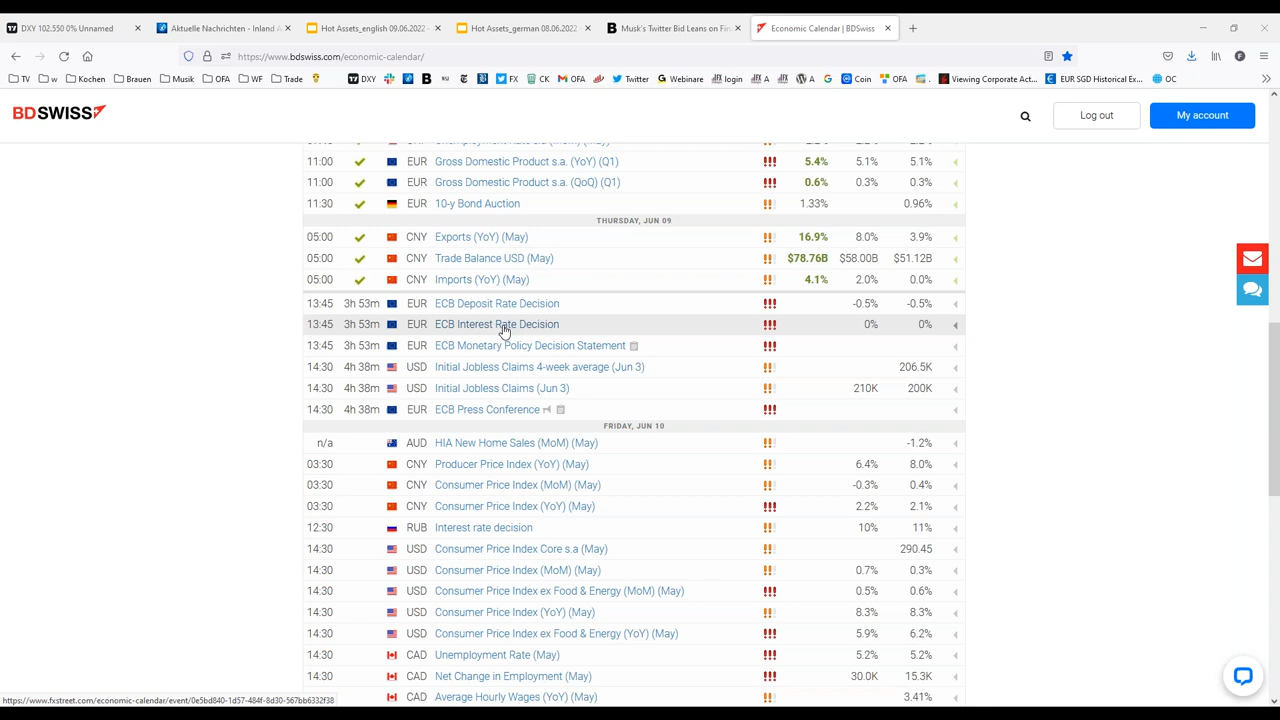 DXY 102.550 0% Unnamed
Aktuelle Nachrichten - Inland A
Hot Assets_english 09.06.2022 -
Hot Assets_german 08.06.2022 -
Musk's Twitter Bid Leans on Fin
Economic Calendar | BDSwiss
https://www.bdswiss.com/economic-calendar/
TV w Kochen Brauen Musik OFA WF Trade DXY FX CK OFA Twitter Webinare login A A OFA Coin OFA Viewing Corporate Act... EUR SGD Historical Ex... OC
BDSWISS
Log out
My account
11:00 EUR Gross Domestic Product s.a. (YoY) (Q1) 5.4% 5.1% 5.1%
11:00 EUR Gross Domestic Product s.a. (QoQ) (Q1) 0.6% 0.3% 0.3%
11:30 EUR 10-y Bond Auction 1.33% 0.96%
THURSDAY, JUN 09
05:00 CNY Exports (YoY) (May) 16.9% 8.0% 3.9%
05:00 CNY Trade Balance USD (May) $78.76B $58.00B $51.12B
05:00 CNY Imports (YoY) (May) 4.1% 2.0% 0.0%
13:45 3h 53m EUR ECB Deposit Rate Decision -0.5% -0.5%
13:45 3h 53m EUR ECB Interest Rate Decision 0% 0%
13:45 3h 53m EUR ECB Monetary Policy Decision Statement
14:30 4h 38m USD Initial Jobless Claims 4-week average (Jun 3) 206.5K
14:30 4h 38m USD Initial Jobless Claims (Jun 3) 210K 200K
14:30 4h 38m EUR ECB Press Conference
FRIDAY, JUN 10
n/a AUD HIA New Home Sales (MoM) (May) -1.2%
03:30 CNY Producer Price Index (YoY) (May) 6.4% 8.0%
03:30 CNY Consumer Price Index (MoM) (May) -0.3% 0.4%
03:30 CNY Consumer Price Index (YoY) (May) 2.2% 2.1%
12:30 RUB Interest rate decision 10% 11%
14:30 USD Consumer Price Index Core s.a (May) 290.45
14:30 USD Consumer Price Index (MoM) (May) 0.7% 0.3%
14:30 USD Consumer Price Index ex Food & Energy (MoM) (May) 0.5% 0.6%
14:30 USD Consumer Price Index (YoY) (May) 8.3% 8.3%
14:30 USD Consumer Price Index ex Food & Energy (YoY) (May) 5.9% 6.2%
14:30 CAD Unemployment Rate (May) 5.2% 5.2%
14:30 CAD Net Change in Employment (May) 30.0K 15.3K
14:30 CAD Average Hourly Wages (YoY) (May) 3.41%
https://www.fxstreet.com/economic-calendar/event/0e5bd840-1d57-484f-8d30-567bb6332f38